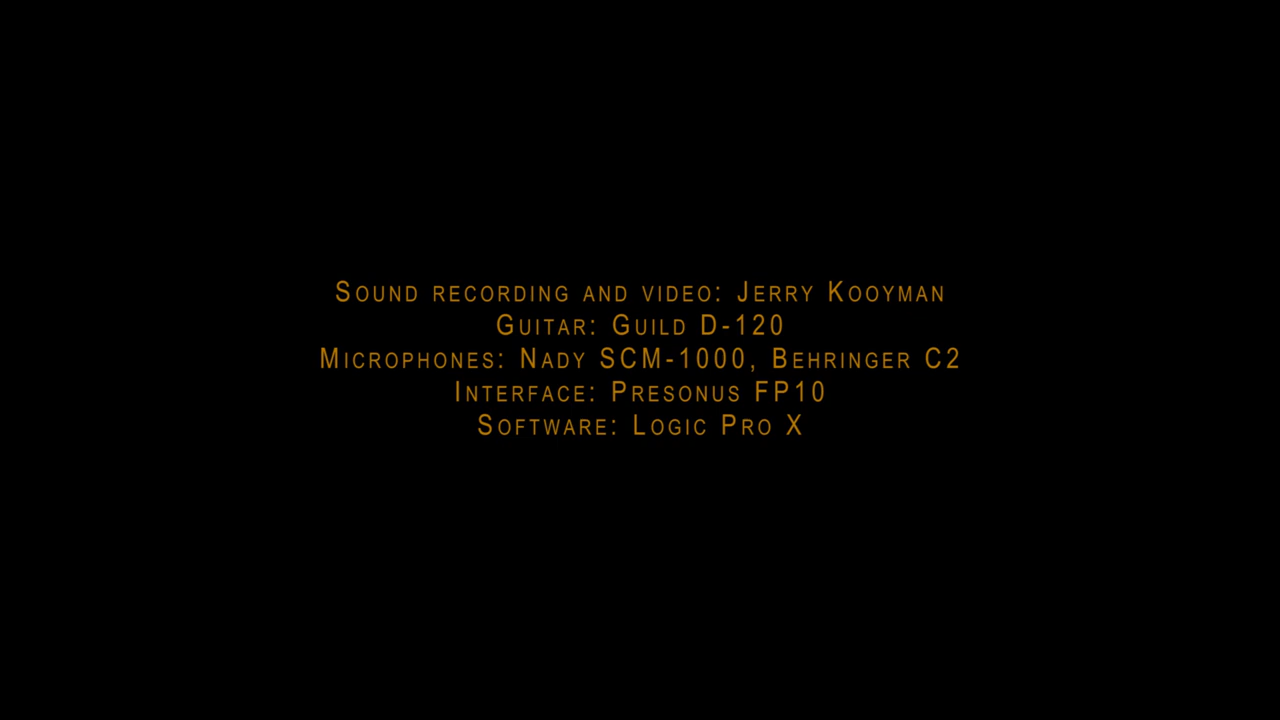 Sound recording and video: Jerry Kooyman
Guitar: Guild D-120
Microphones: Nady SCM-1000, Behringer C2
Interface: Presonus FP10
Software: Logic Pro X